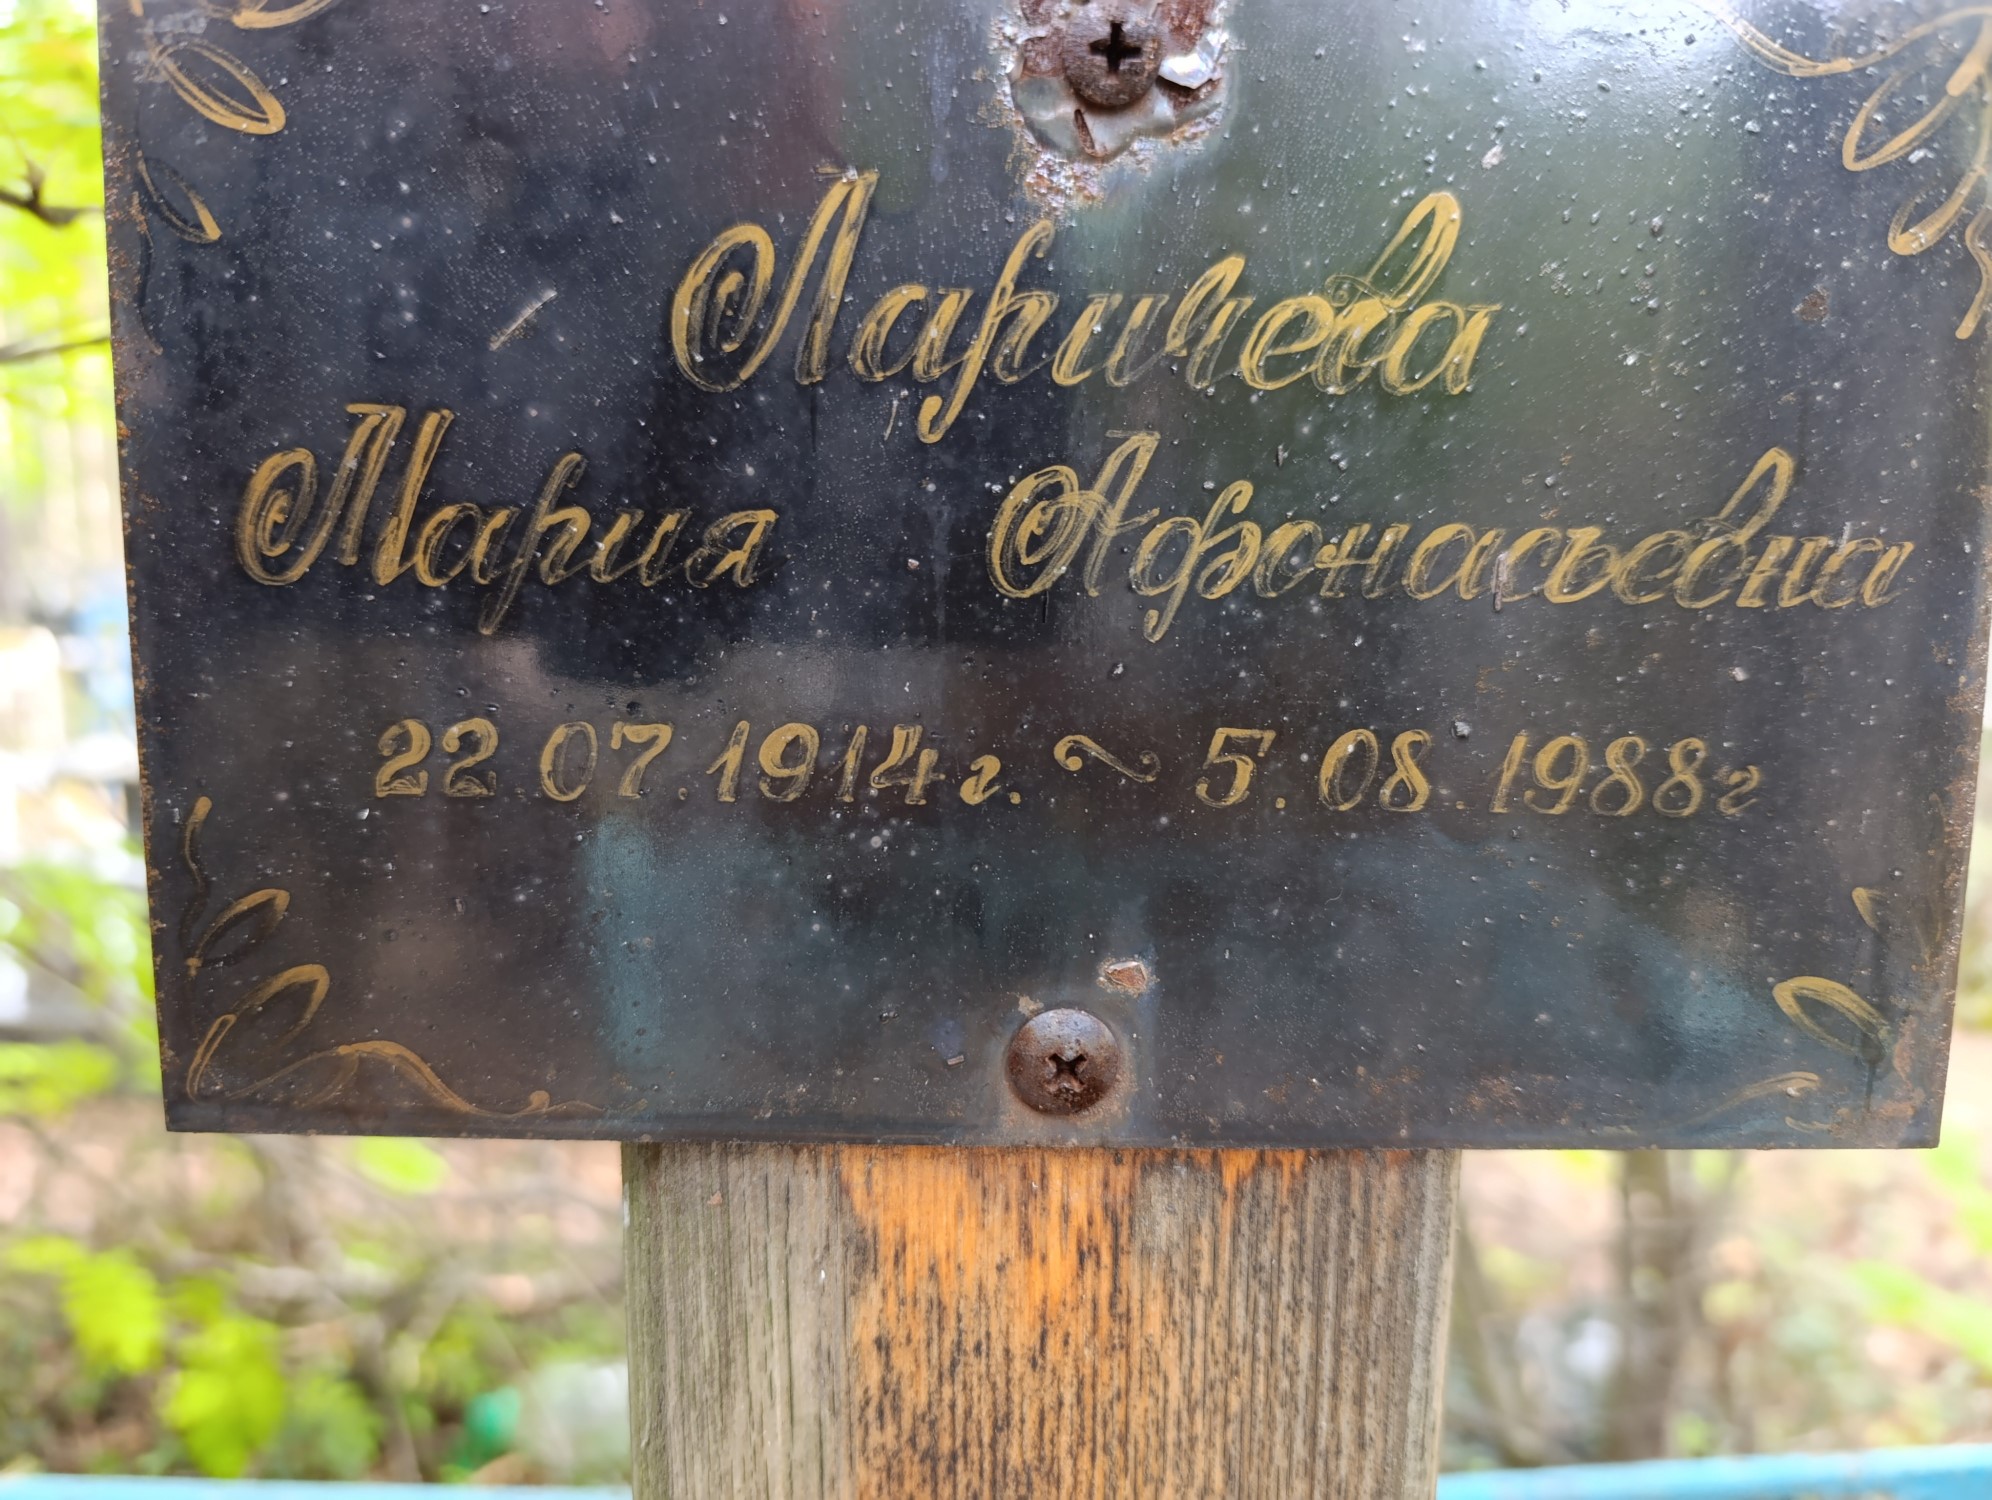 Ларичева
Мария Афонасьевна
22.07.1914г. ~ 5.08.1988г